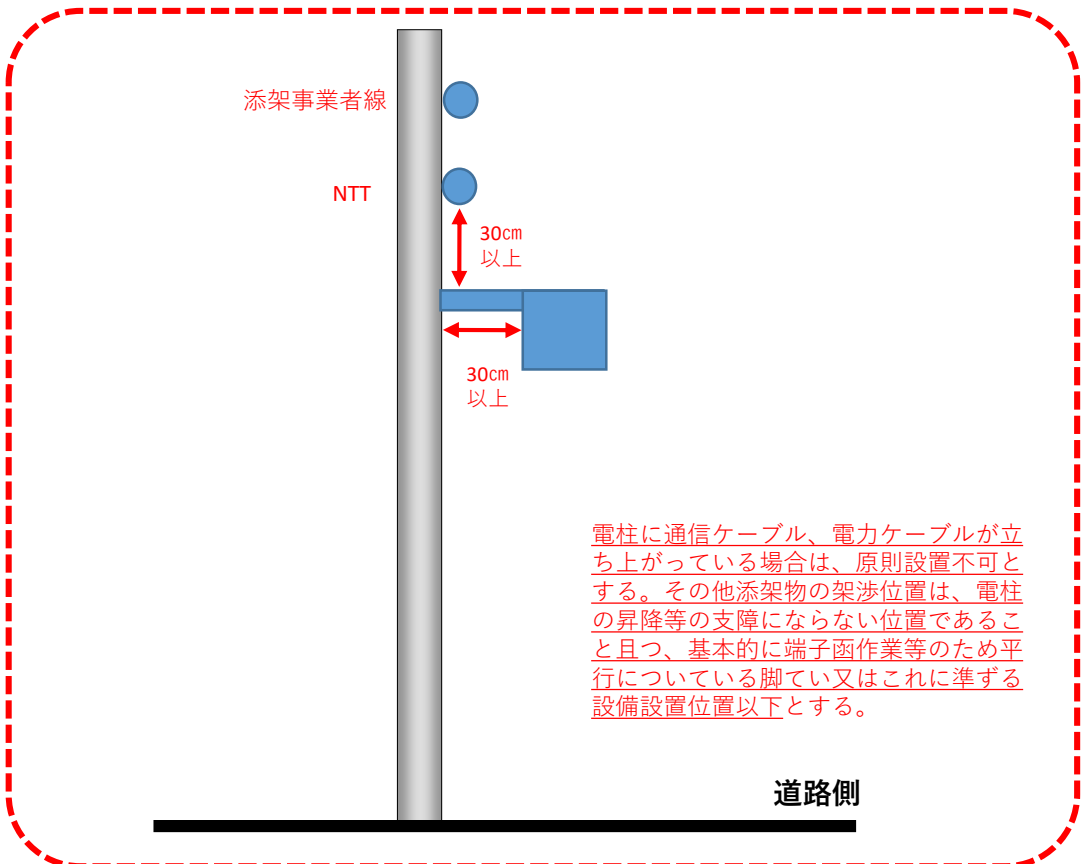 添架事業者線
NTT
30㎝
以上
30㎝
以上
電柱に通信ケーブル、電力ケーブルが立
ち上がっている場合は、原則設置不可と
する。その他添架物の架渉位置は、電柱
の昇降等の支障にならない位置であるこ
と且つ、基本的に端子函作業等のため平
行についている脚てい又はこれに準ずる
設備設置位置以下とする。
道路側